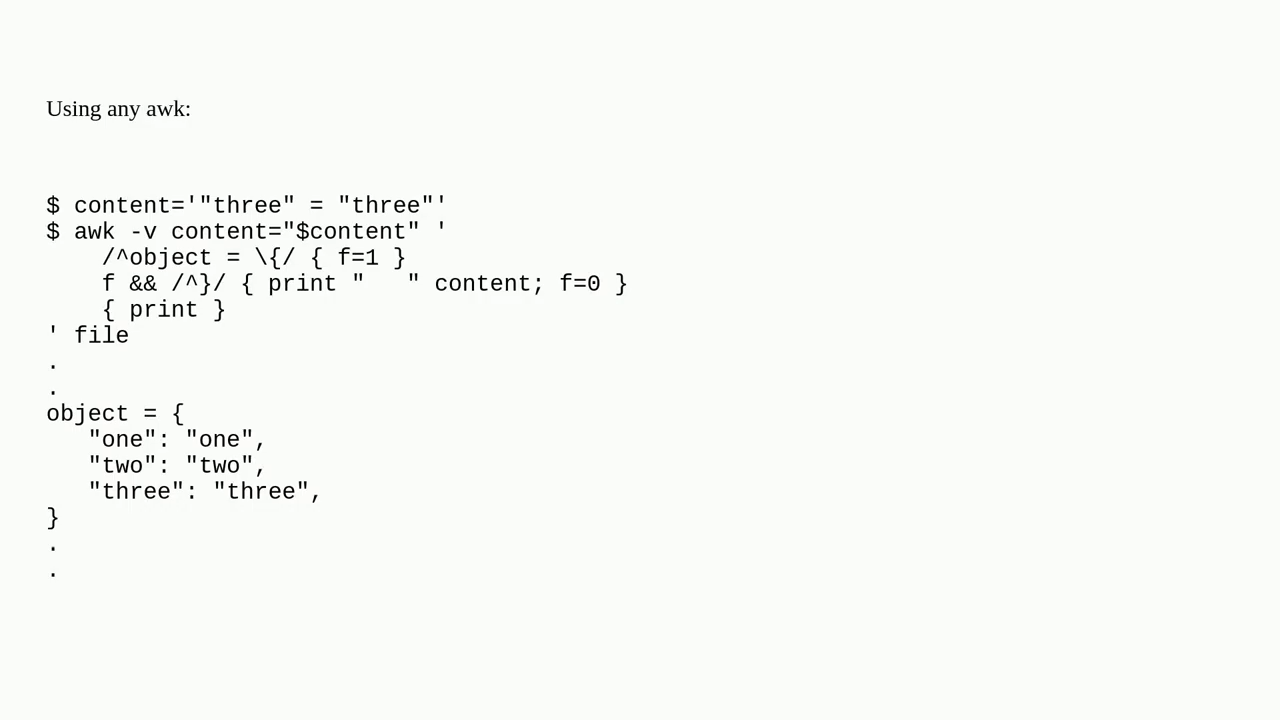 Using any awk:
$ content='"three" = "three"'
$ awk -v content="$content" '
    /^object = \{/ { f=1 }
    f && /^}/ { print "   " content; f=0 }
    { print }
' file
.
.
object = {
   "one": "one",
   "two": "two",
   "three": "three",
}
.
.